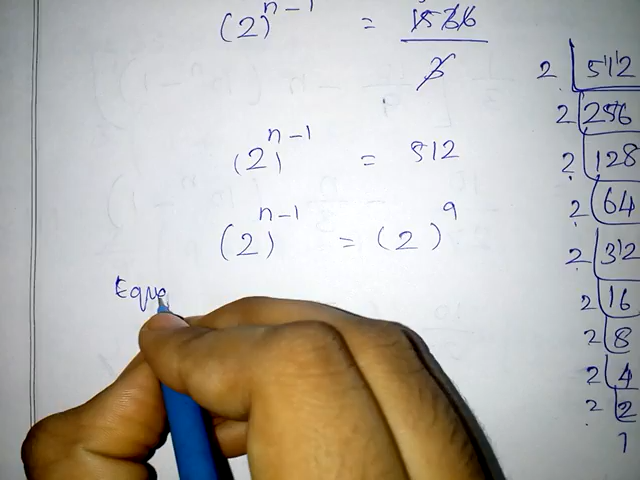 (2)^n-1 = 1536
3
(2)^n-1 = 512
(2)^n-1 = (2)^9
Equa
2 | 512
2 | 256
2 | 128
2 | 64
2 | 32
2 | 16
2 | 8
2 | 4
2 | 2
1